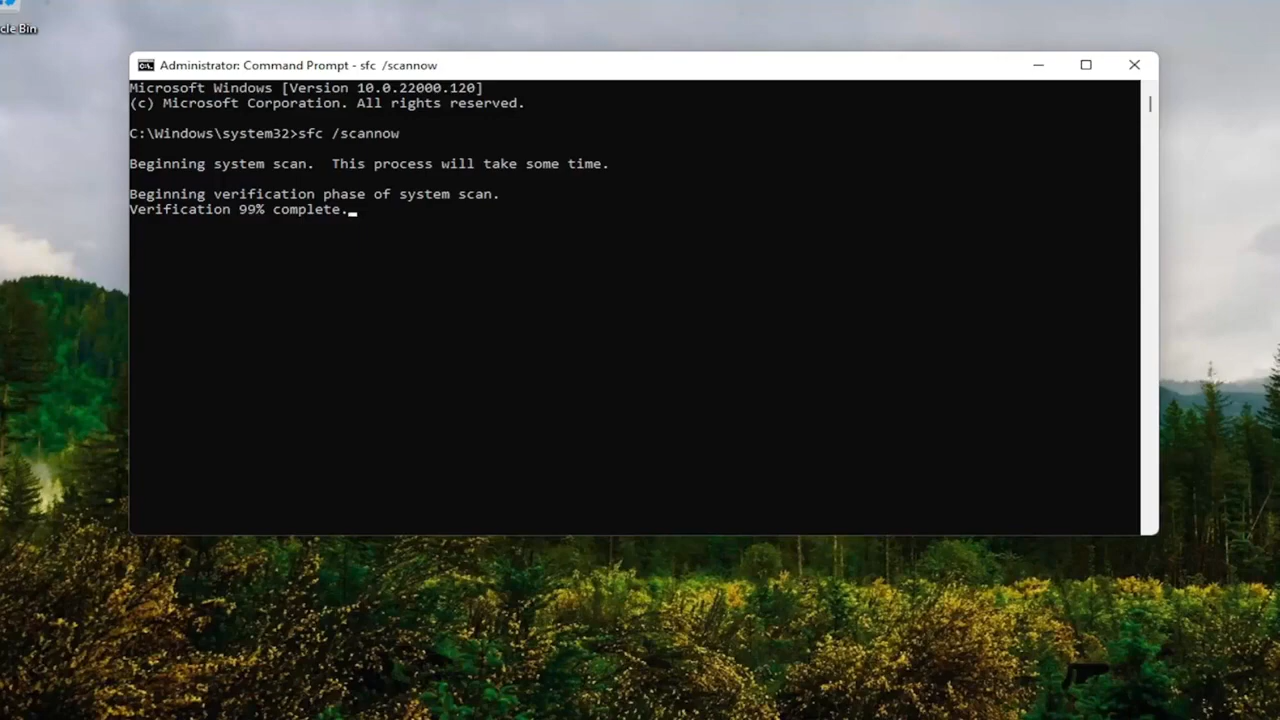 cle Bin
Administrator: Command Prompt - sfc  /scannow
Microsoft Windows [Version 10.0.22000.120]
(c) Microsoft Corporation. All rights reserved.
C:\Windows\system32>sfc /scannow
Beginning system scan.  This process will take some time.
Beginning verification phase of system scan.
Verification 99% complete.